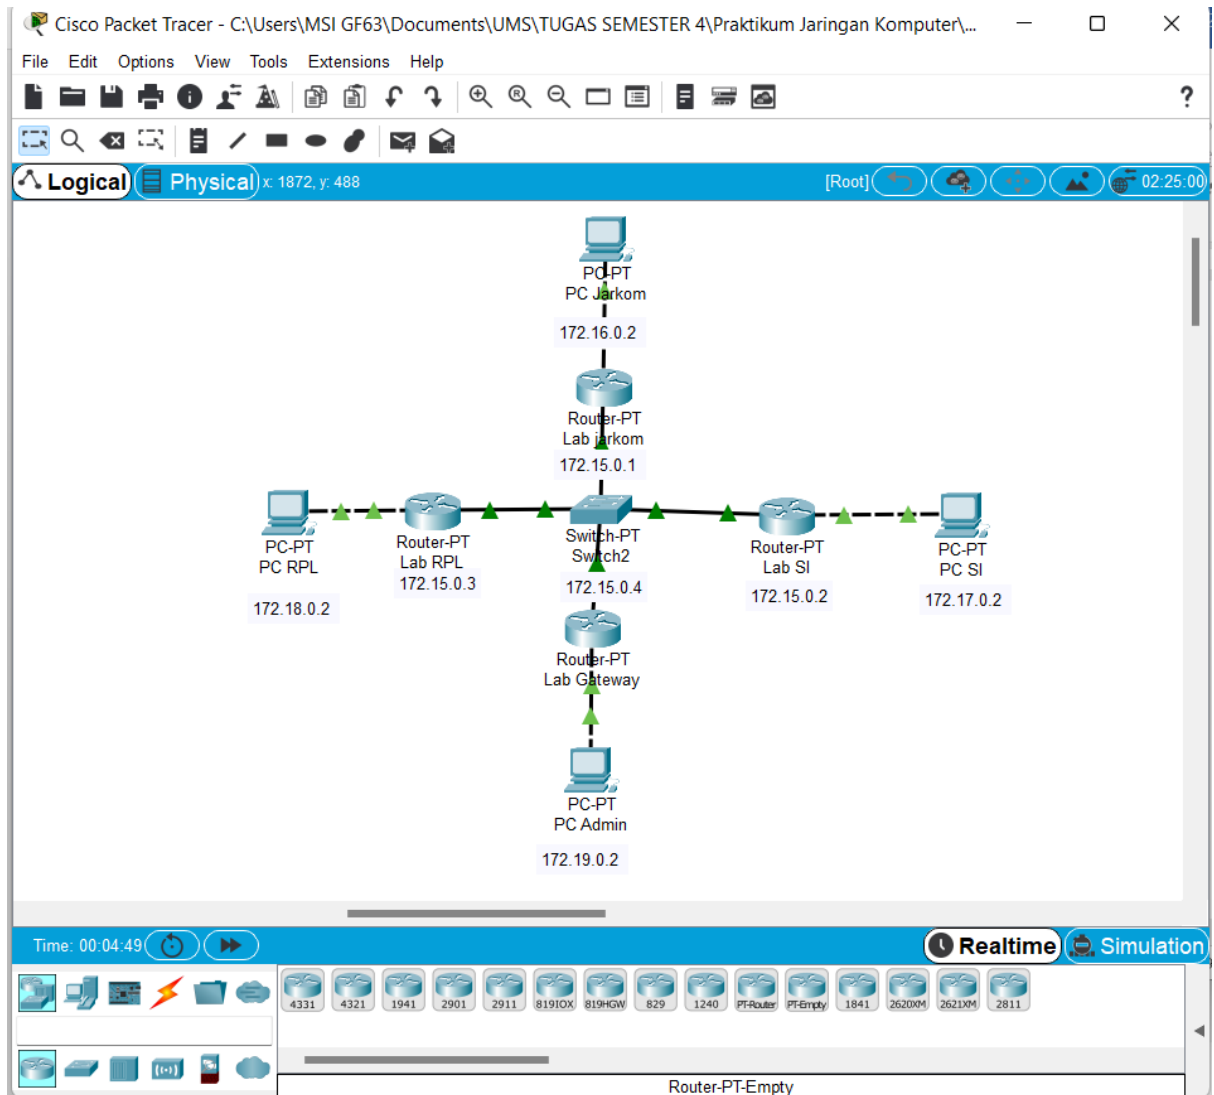 Cisco Packet Tracer - C:\Users\MSI GF63\Documents\UMS\TUGAS SEMESTER 4\Praktikum Jaringan Komputer\...
File Edit Options View Tools Extensions Help
?
Logical Physical x: 1872, y: 488 [Root] 02:25:00
PC-PT
PC Jarkom
172.16.0.2
Router-PT
Lab jarkom
172.15.0.1
PC-PT
PC RPL
172.18.0.2
Router-PT
Lab RPL
172.15.0.3
Switch-PT
Switch2
172.15.0.4
Router-PT
Lab SI
172.15.0.2
PC-PT
PC SI
172.17.0.2
Router-PT
Lab Gateway
PC-PT
PC Admin
172.19.0.2
Time: 00:04:49 Realtime Simulation
4331 4321 1941 2901 2911 819IOX 819HGW 829 1240 PT-Router PT-Empty 1841 2620XM 2621XM 2811
Router-PT-Empty